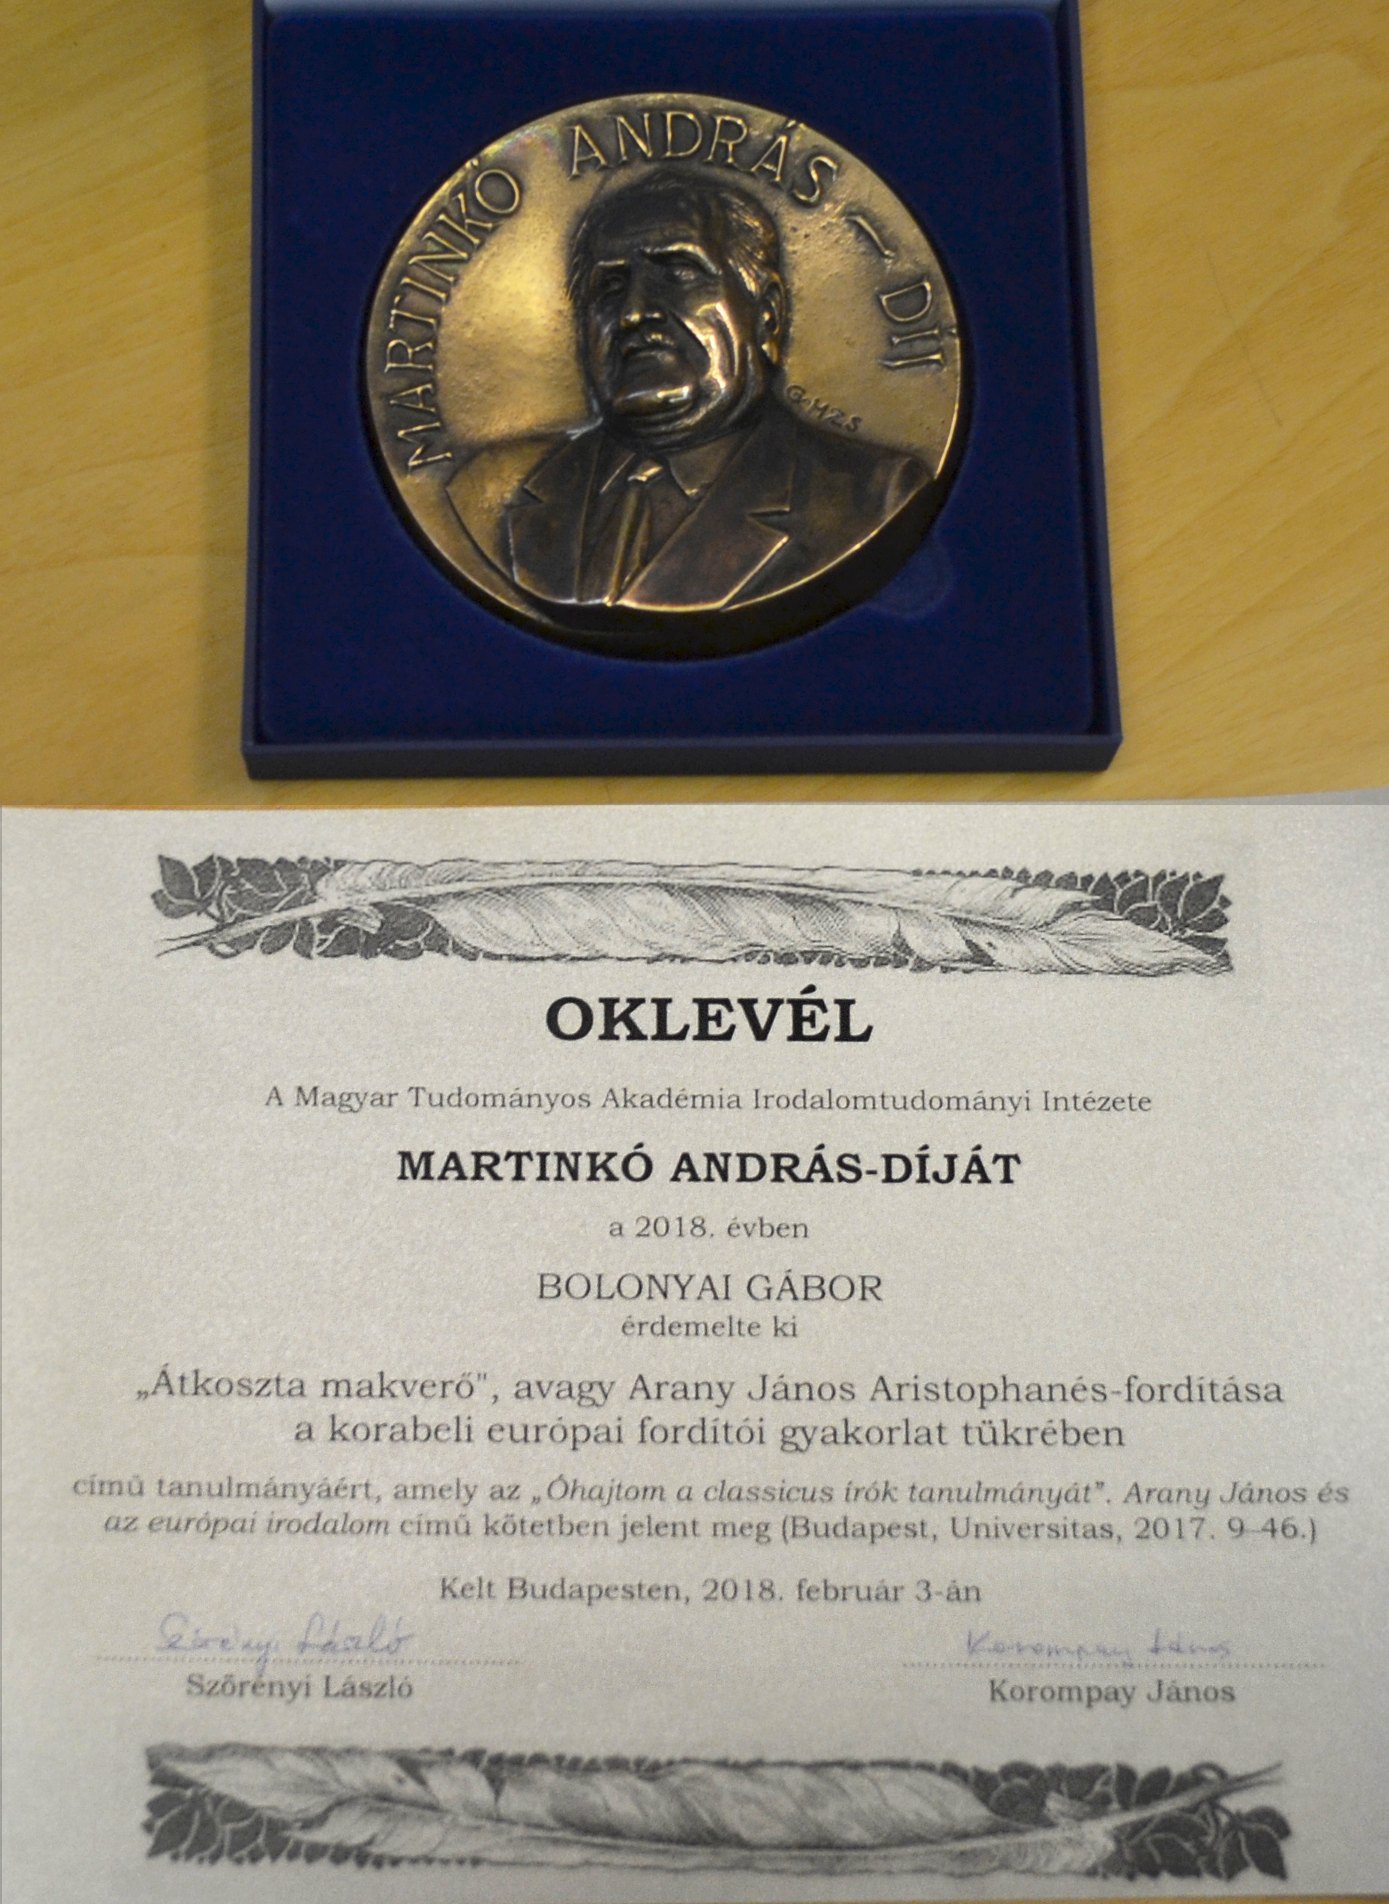 MARTINKÓ ANDRÁS – DÍJ
G. MZS
OKLEVÉL
A Magyar Tudományos Akadémia Irodalomtudományi Intézete
MARTINKÓ ANDRÁS-DÍJÁT
a 2018. évben
BOLONYAI GÁBOR
érdemelte ki
„Átkoszta makverő", avagy Arany János Aristophanés-fordítása
a korabeli európai fordítói gyakorlat tükrében
című tanulmányáért, amely az „Óhajtom a classicus írók tanulmányát”. Arany János és
az európai irodalom című kötetben jelent meg (Budapest, Universitas, 2017. 9–46.)
Kelt Budapesten, 2018. február 3-án
Szörényi László
Korompay János
Szörényi László
Korompay János